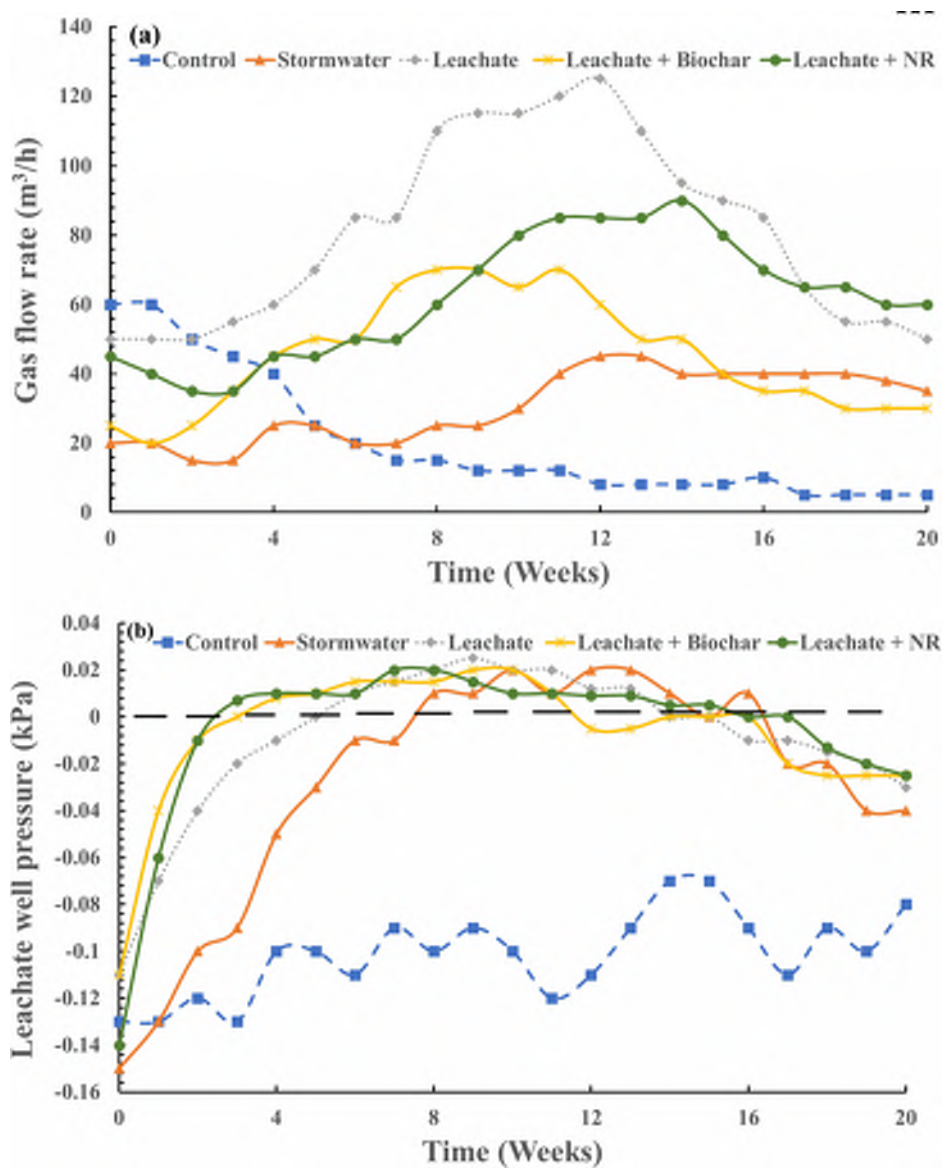 140
(a)
Control Stormwater Leachate Leachate + Biochar Leachate + NR
120
100
80
60
40
20
0
Gas flow rate (m³/h)
0 4 8 12 16 20
Time (Weeks)
0.04
(b)
Control Stormwater Leachate Leachate + Biochar Leachate + NR
0.02
0
-0.02
-0.04
-0.06
-0.08
-0.1
-0.12
-0.14
-0.16
Leachate well pressure (kPa)
0 4 8 12 16 20
Time (Weeks)